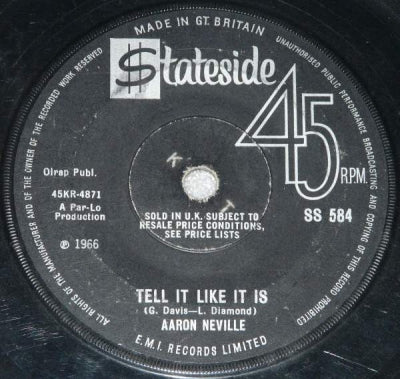 MADE IN GT. BRITAIN
$tateside
45
R.P.M.
Olrap Publ.
45KR-4871
A Par-Lo
Production
℗ 1966
K
T
SOLD IN U.K. SUBJECT TO
RESALE PRICE CONDITIONS,
SEE PRICE LISTS
SS 584
TELL IT LIKE IT IS
(G. Davis—L. Diamond)
AARON NEVILLE
E.M.I. RECORDS LIMITED
ALL RIGHTS OF THE MANUFACTURER AND OF THE OWNER OF THE RECORDED WORK RESERVED
UNAUTHORISED PUBLIC PERFORMANCE BROADCASTING AND COPYING OF THIS RECORD PROHIBITED